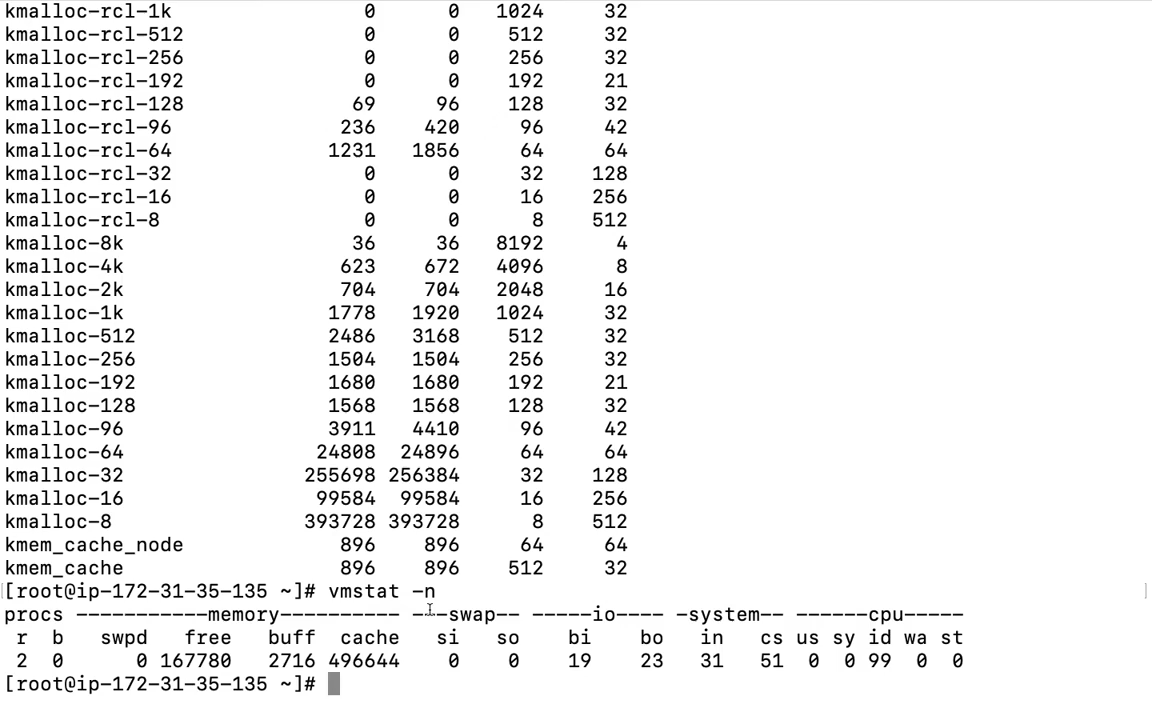 kmalloc-rcl-1k 0 0 1024 32
kmalloc-rcl-512 0 0 512 32
kmalloc-rcl-256 0 0 256 32
kmalloc-rcl-192 0 0 192 21
kmalloc-rcl-128 69 96 128 32
kmalloc-rcl-96 236 420 96 42
kmalloc-rcl-64 1231 1856 64 64
kmalloc-rcl-32 0 0 32 128
kmalloc-rcl-16 0 0 16 256
kmalloc-rcl-8 0 0 8 512
kmalloc-8k 36 36 8192 4
kmalloc-4k 623 672 4096 8
kmalloc-2k 704 704 2048 16
kmalloc-1k 1778 1920 1024 32
kmalloc-512 2486 3168 512 32
kmalloc-256 1504 1504 256 32
kmalloc-192 1680 1680 192 21
kmalloc-128 1568 1568 128 32
kmalloc-96 3911 4410 96 42
kmalloc-64 24808 24896 64 64
kmalloc-32 255698 256384 32 128
kmalloc-16 99584 99584 16 256
kmalloc-8 393728 393728 8 512
kmem_cache_node 896 896 64 64
kmem_cache 896 896 512 32
[root@ip-172-31-35-135 ~]# vmstat -n
procs -----------memory---------- ---swap-- -----io---- -system-- ------cpu-----
r b swpd free buff cache si so bi bo in cs us sy id wa st
2 0 0 167780 2716 496644 0 0 19 23 31 51 0 0 99 0 0
[root@ip-172-31-35-135 ~]#